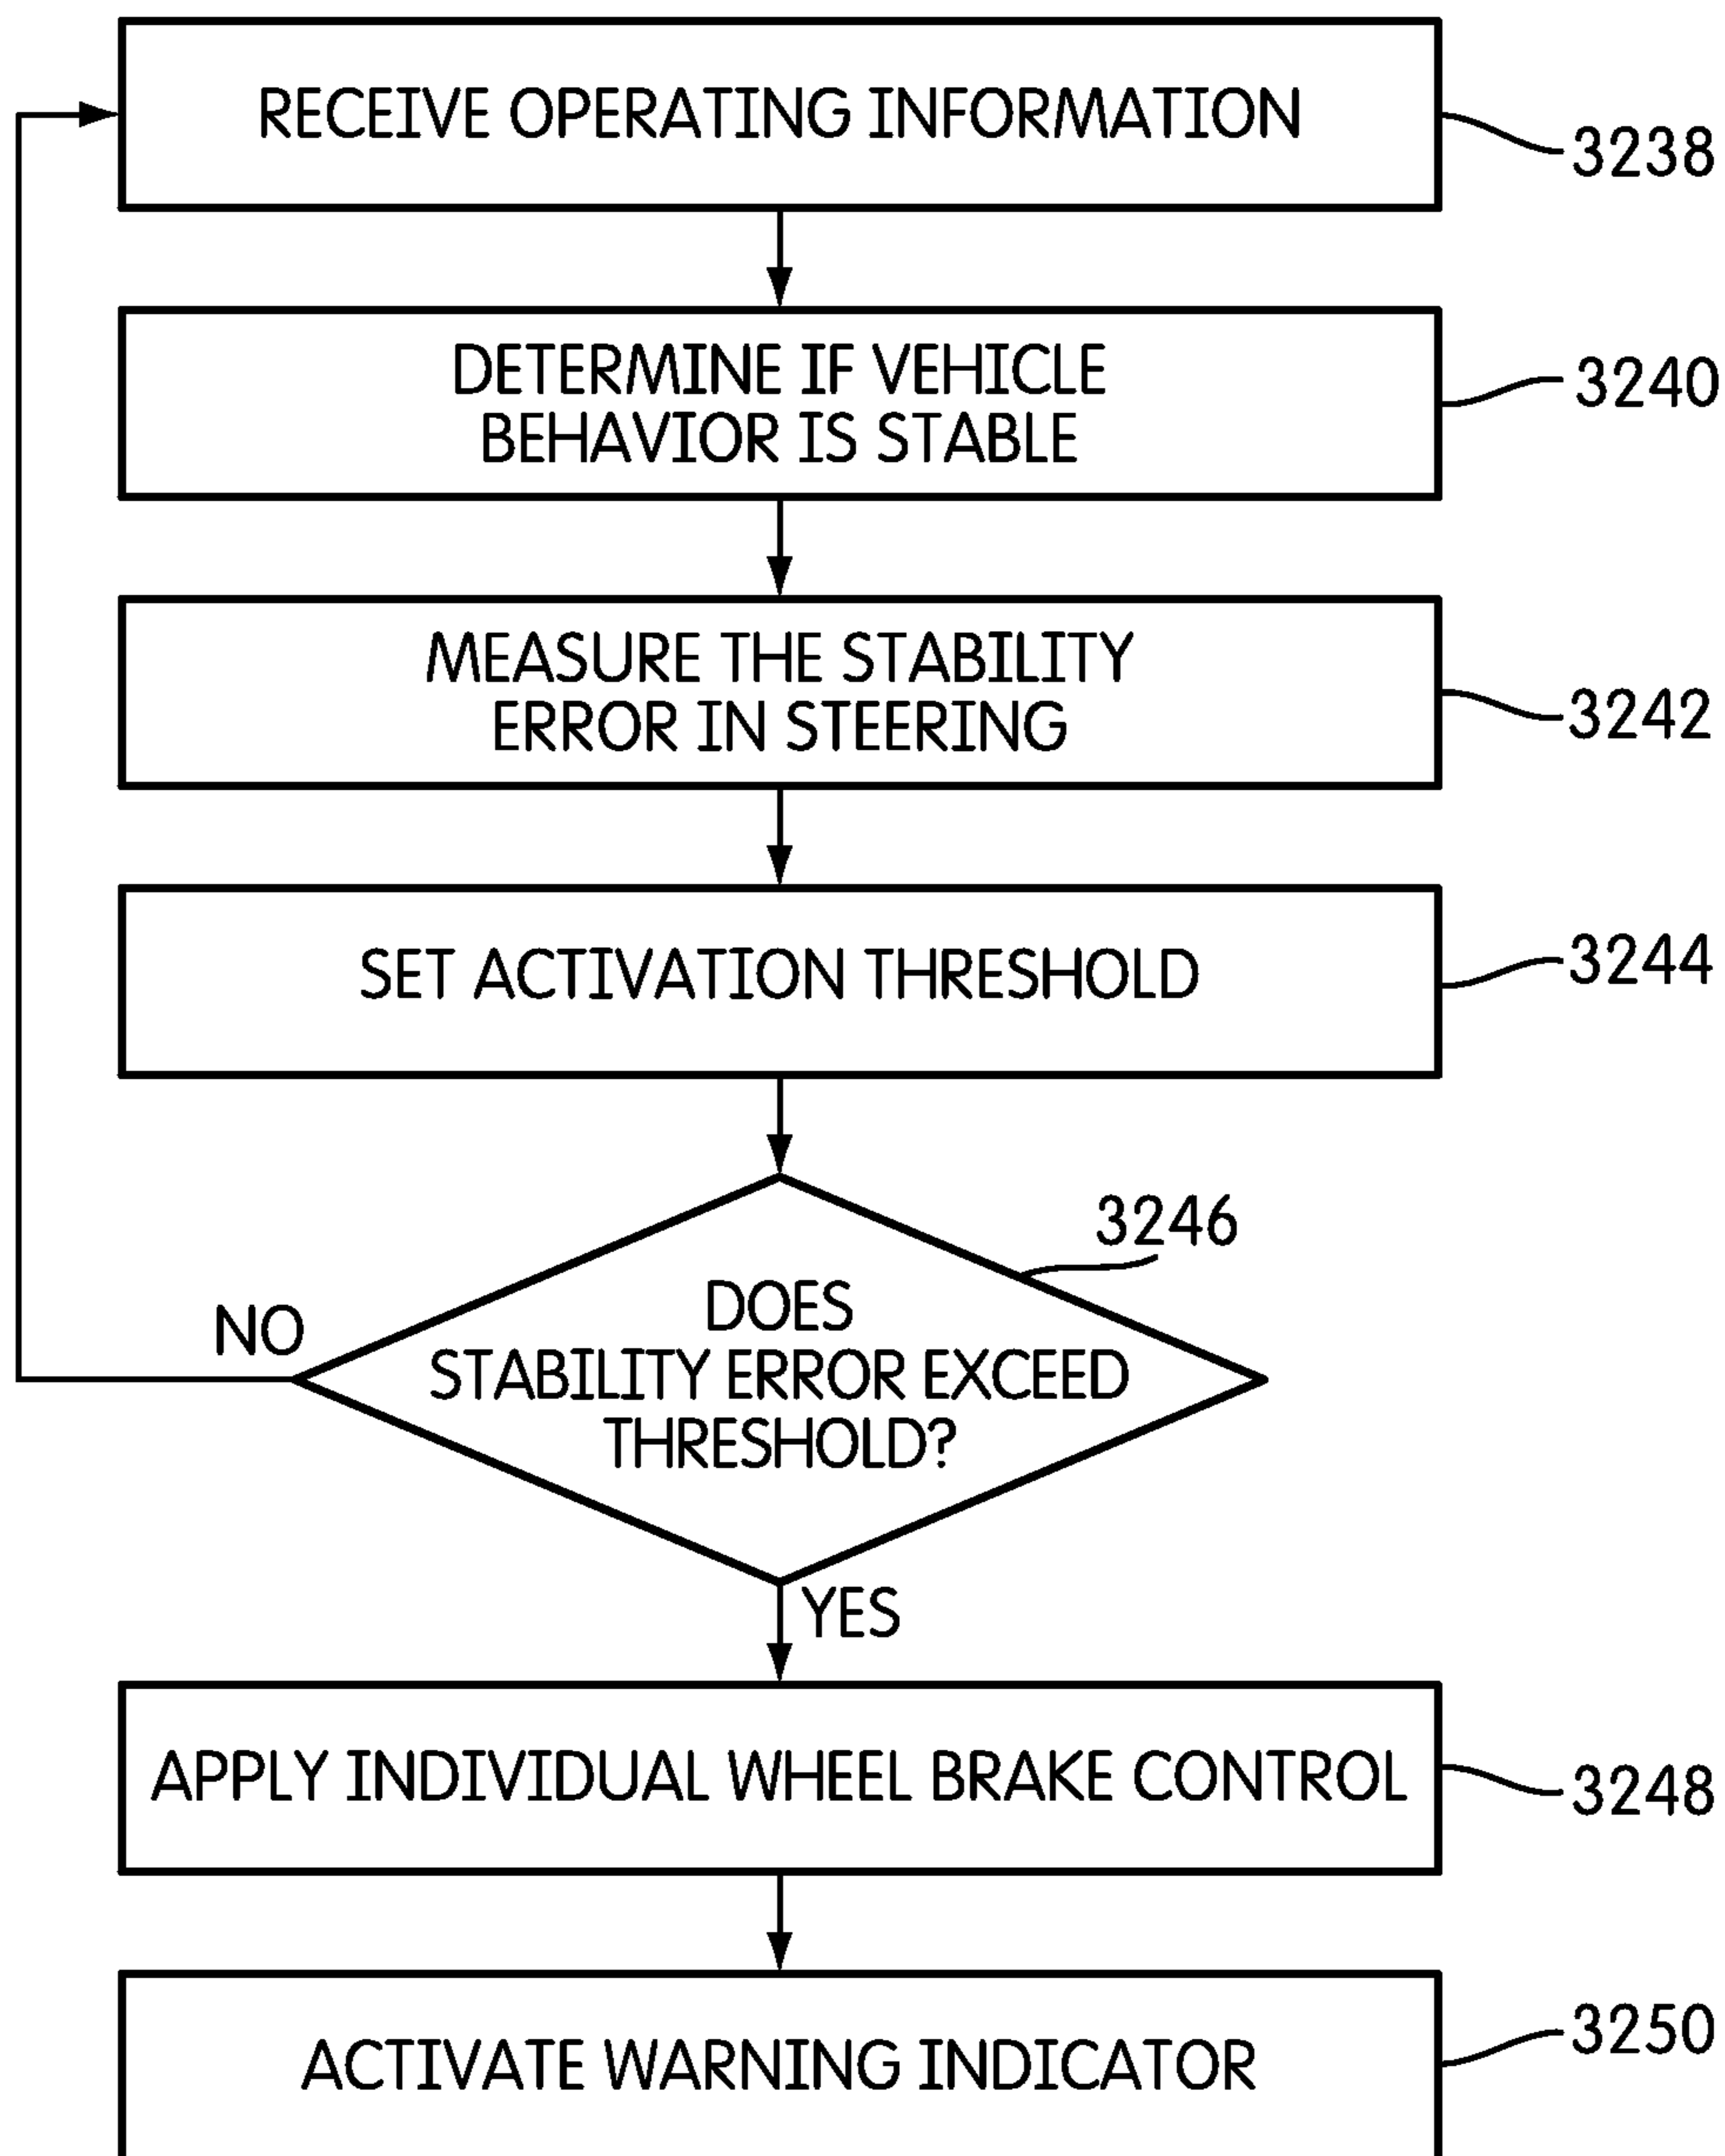 RECEIVE OPERATING INFORMATION
3238
DETERMINE IF VEHICLE
BEHAVIOR IS STABLE
3240
MEASURE THE STABILITY
ERROR IN STEERING
3242
SET ACTIVATION THRESHOLD
3244
3246
DOES
STABILITY ERROR EXCEED
THRESHOLD?
NO
YES
APPLY INDIVIDUAL WHEEL BRAKE CONTROL
3248
ACTIVATE WARNING INDICATOR
3250